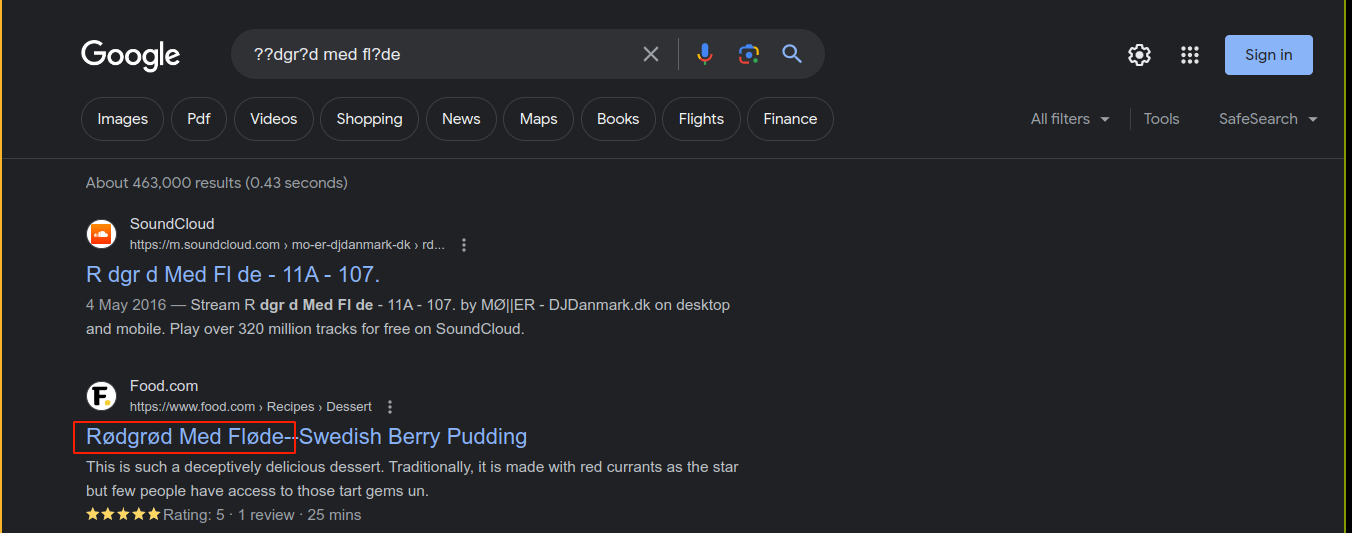 Google
??dgr?d med fl?de
Sign in
Images Pdf Videos Shopping News Maps Books Flights Finance
All filters Tools SafeSearch
About 463,000 results (0.43 seconds)
SoundCloud
https://m.soundcloud.com › mo-er-djdanmark-dk › rd...
R dgr d Med Fl de - 11A - 107.
4 May 2016 — Stream R dgr d Med Fl de - 11A - 107. by MØ||ER - DJDanmark.dk on desktop
and mobile. Play over 320 million tracks for free on SoundCloud.
F.
Food.com
https://www.food.com › Recipes › Dessert
Rødgrød Med Fløde--Swedish Berry Pudding
This is such a deceptively delicious dessert. Traditionally, it is made with red currants as the star
but few people have access to those tart gems un.
Rating: 5 · 1 review · 25 mins